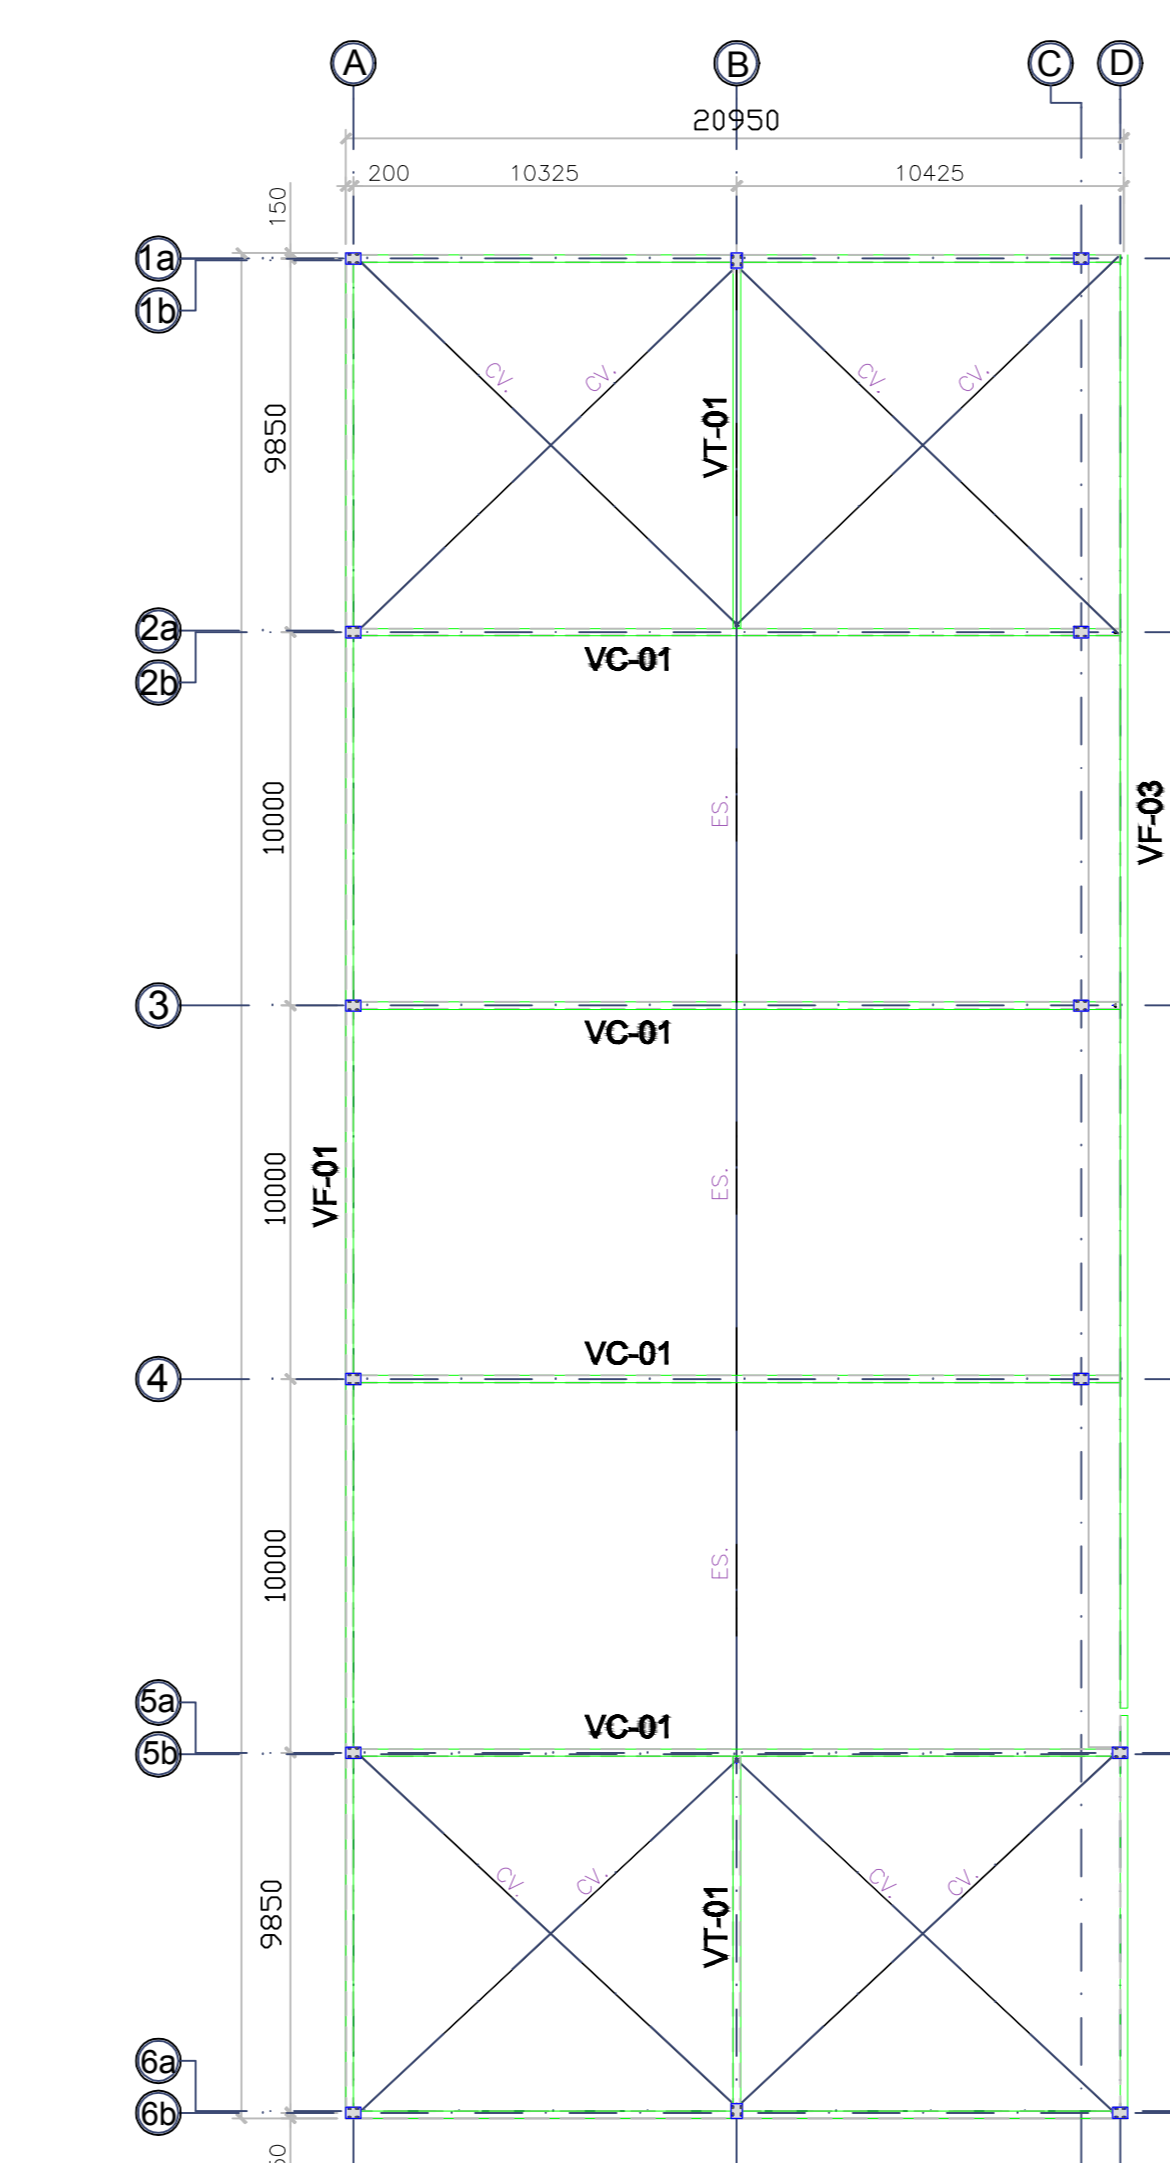 A B C D
20950
200 10325 10425
150
1a
1b
CV. CV. CV. CV.
9850
VT-01
2a
2b
VC-01
10000
ES.
VF-03
3
VC-01
10000
VF-01
ES.
VC-01
4
10000
ES.
5a
VC-01
5b
CV. CV. CV. CV.
9850
VT-01
6a
6b